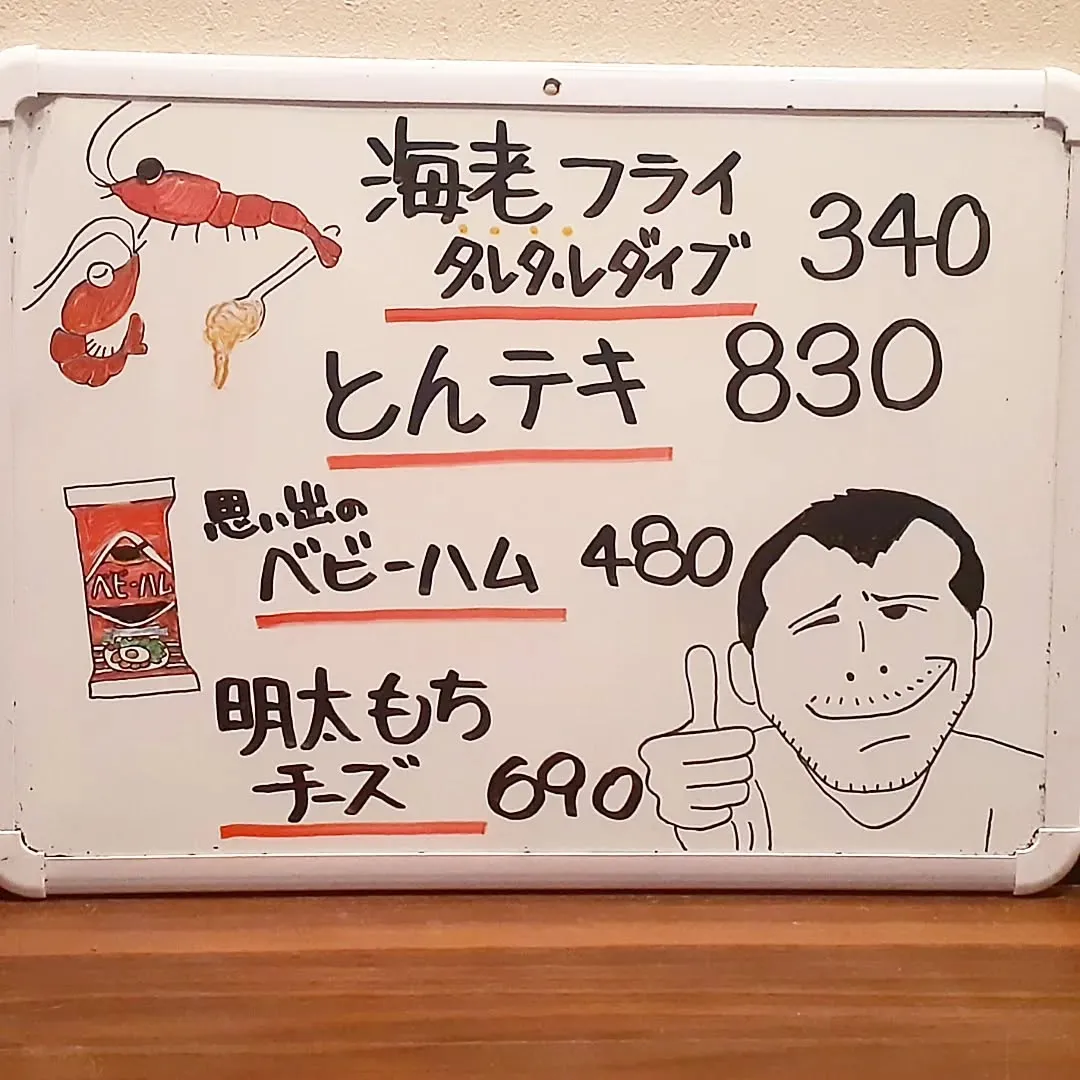 海老フライ
タルタルダイブ 340
とんテキ 830
思い出の
ベビーハム 480
ベビーハム
明太もち
チーズ 690